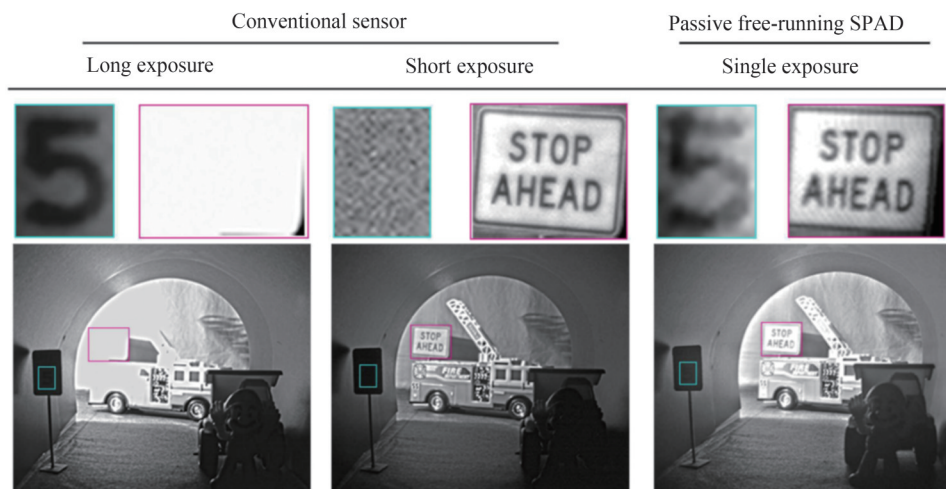 Conventional sensor
Passive free-running SPAD
Long exposure
Short exposure
Single exposure
5
STOP
AHEAD
5
STOP
AHEAD
STOP
AHEAD
FIRE
STOP
AHEAD
FIRE